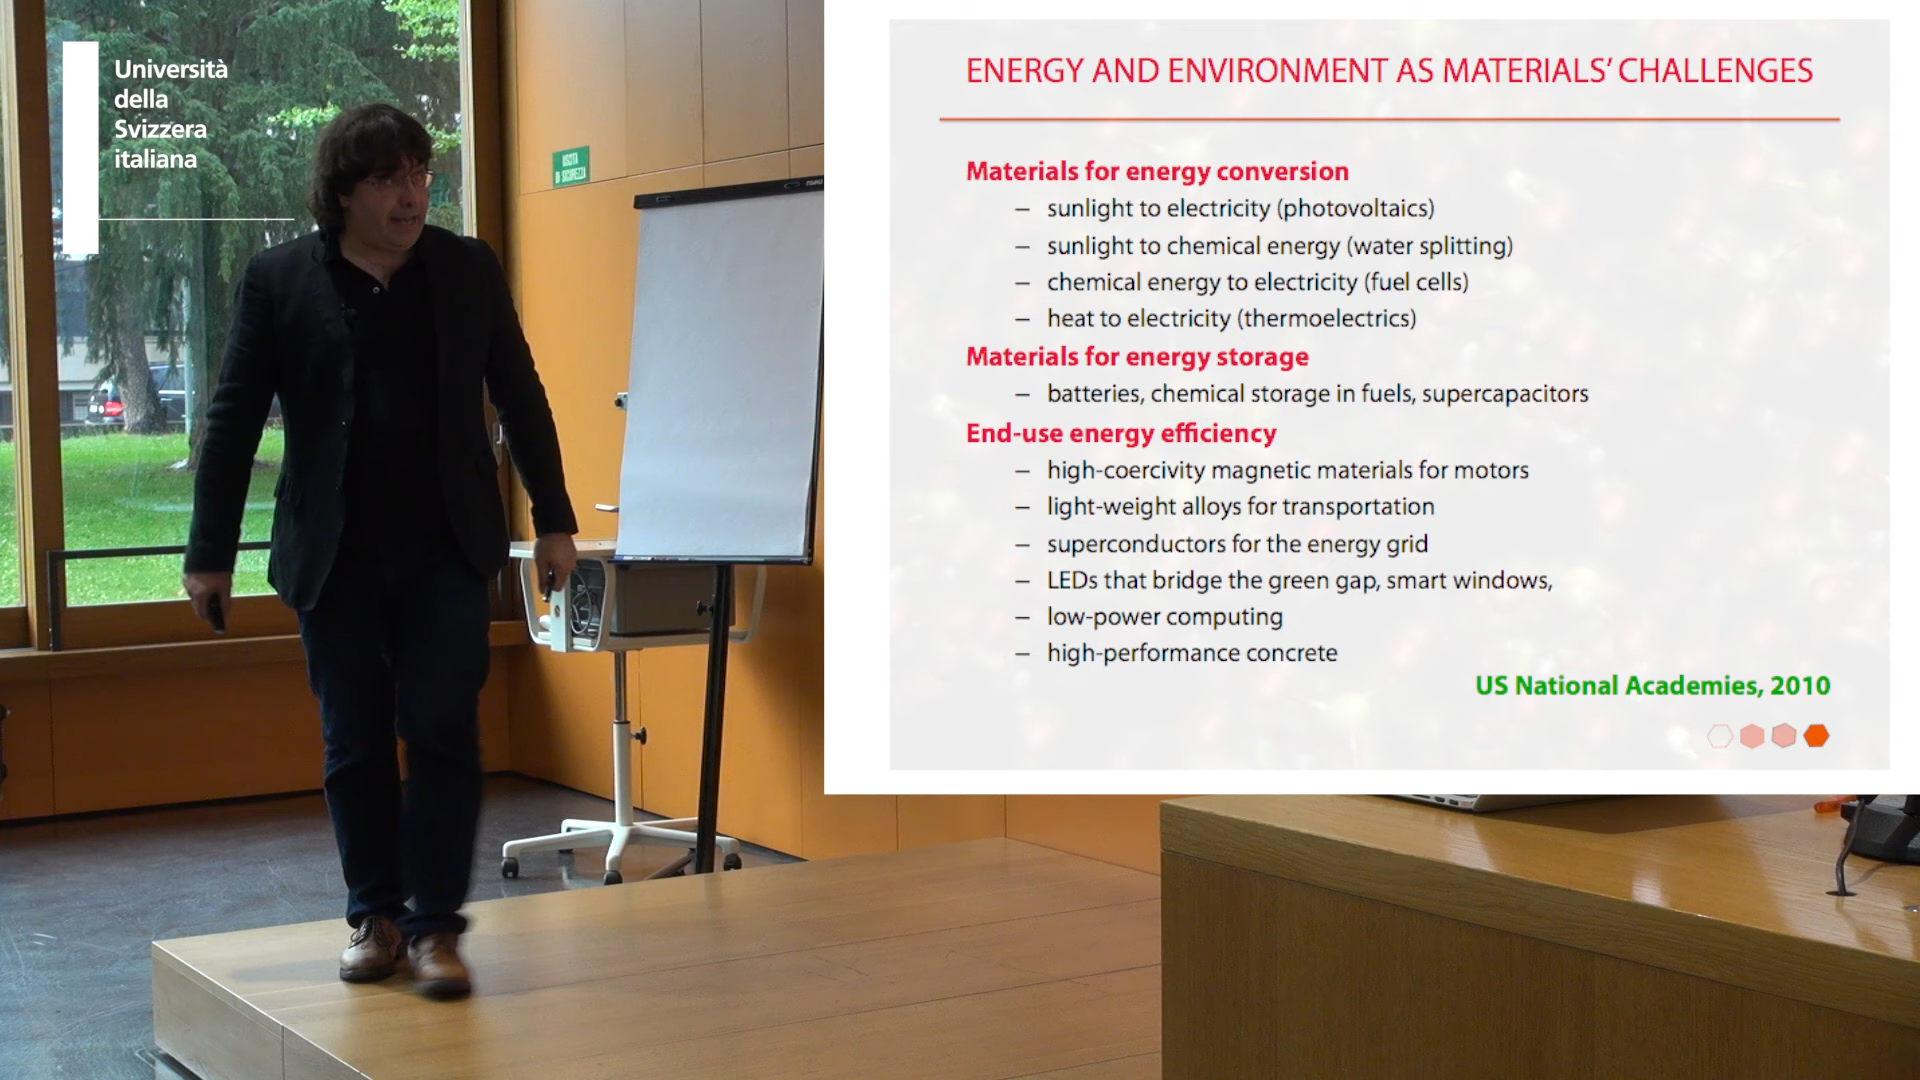 Università
della
Svizzera
italiana
USCITA
DI SICUREZZA
ENERGY AND ENVIRONMENT AS MATERIALS’ CHALLENGES
Materials for energy conversion
– sunlight to electricity (photovoltaics)
– sunlight to chemical energy (water splitting)
– chemical energy to electricity (fuel cells)
– heat to electricity (thermoelectrics)
Materials for energy storage
– batteries, chemical storage in fuels, supercapacitors
End-use energy efficiency
– high-coercivity magnetic materials for motors
– light-weight alloys for transportation
– superconductors for the energy grid
– LEDs that bridge the green gap, smart windows,
– low-power computing
– high-performance concrete
US National Academies, 2010